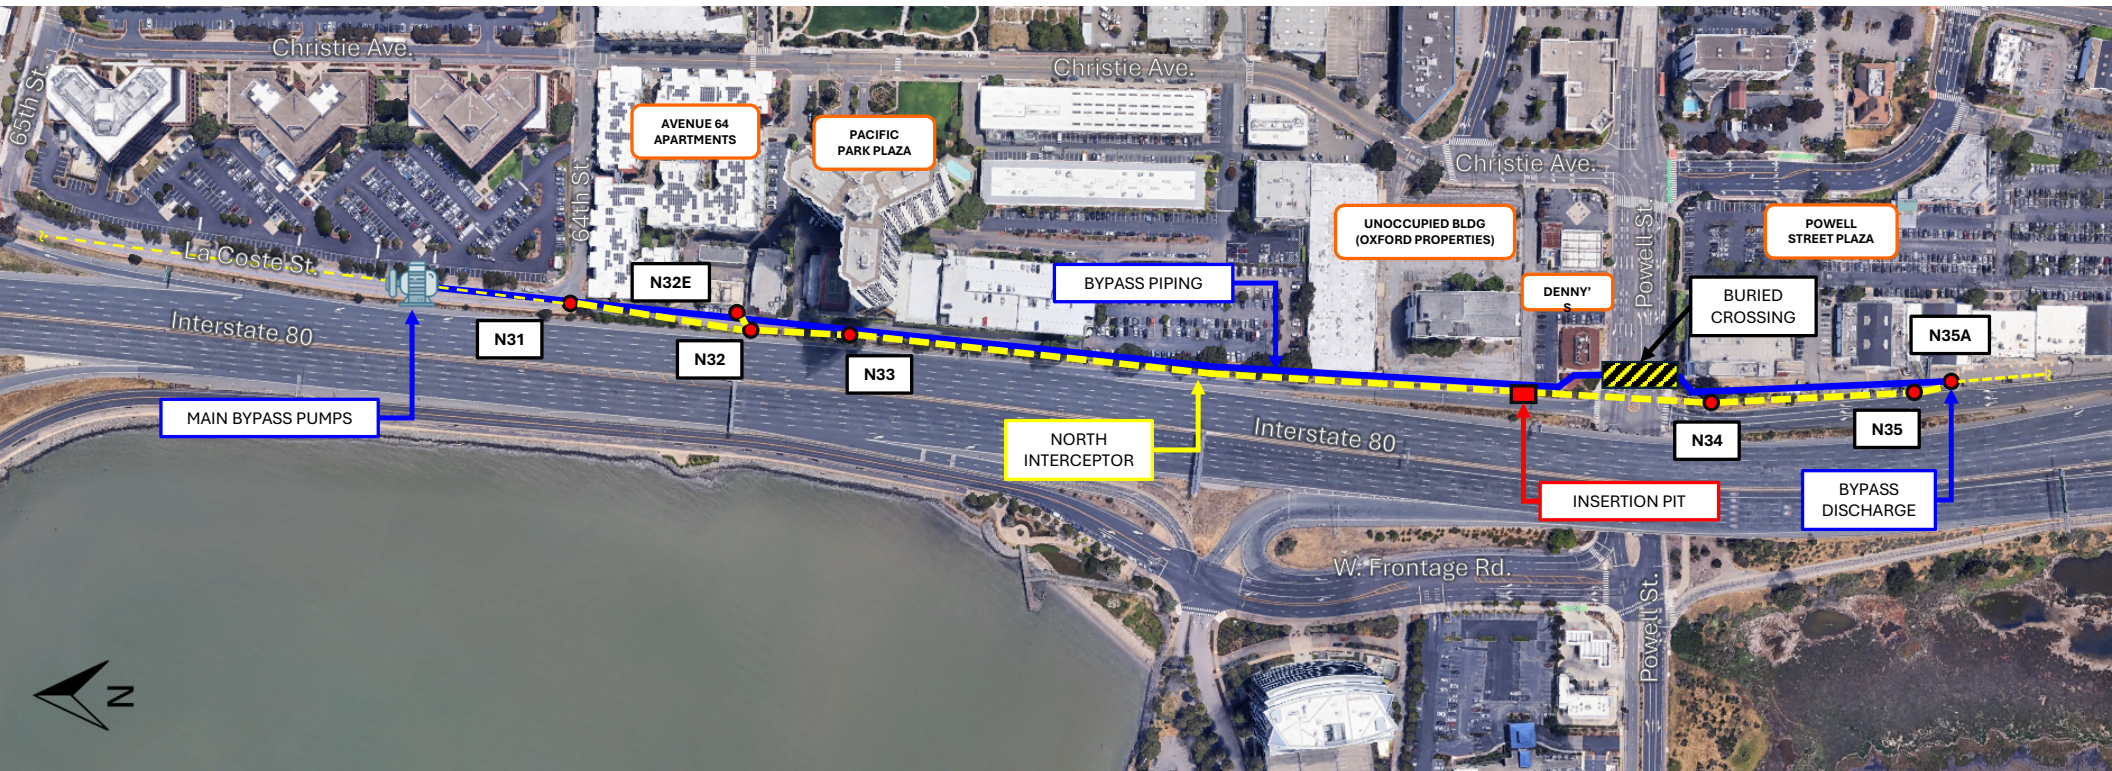 Christie Ave.
Christie Ave.
65th St
AVENUE 64
APARTMENTS
PACIFIC
PARK PLAZA
Christie Ave.
64th St
UNOCCUPIED BLDG
(OXFORD PROPERTIES)
POWELL
STREET PLAZA
Powell St.
La Coste St.
N32E
BYPASS PIPING
DENNY'
S
BURIED
CROSSING
Interstate 80
N31
N32
N33
N35A
MAIN BYPASS PUMPS
NORTH
INTERCEPTOR
Interstate 80
N34
N35
INSERTION PIT
BYPASS
DISCHARGE
W. Frontage Rd.
Powell St.
N